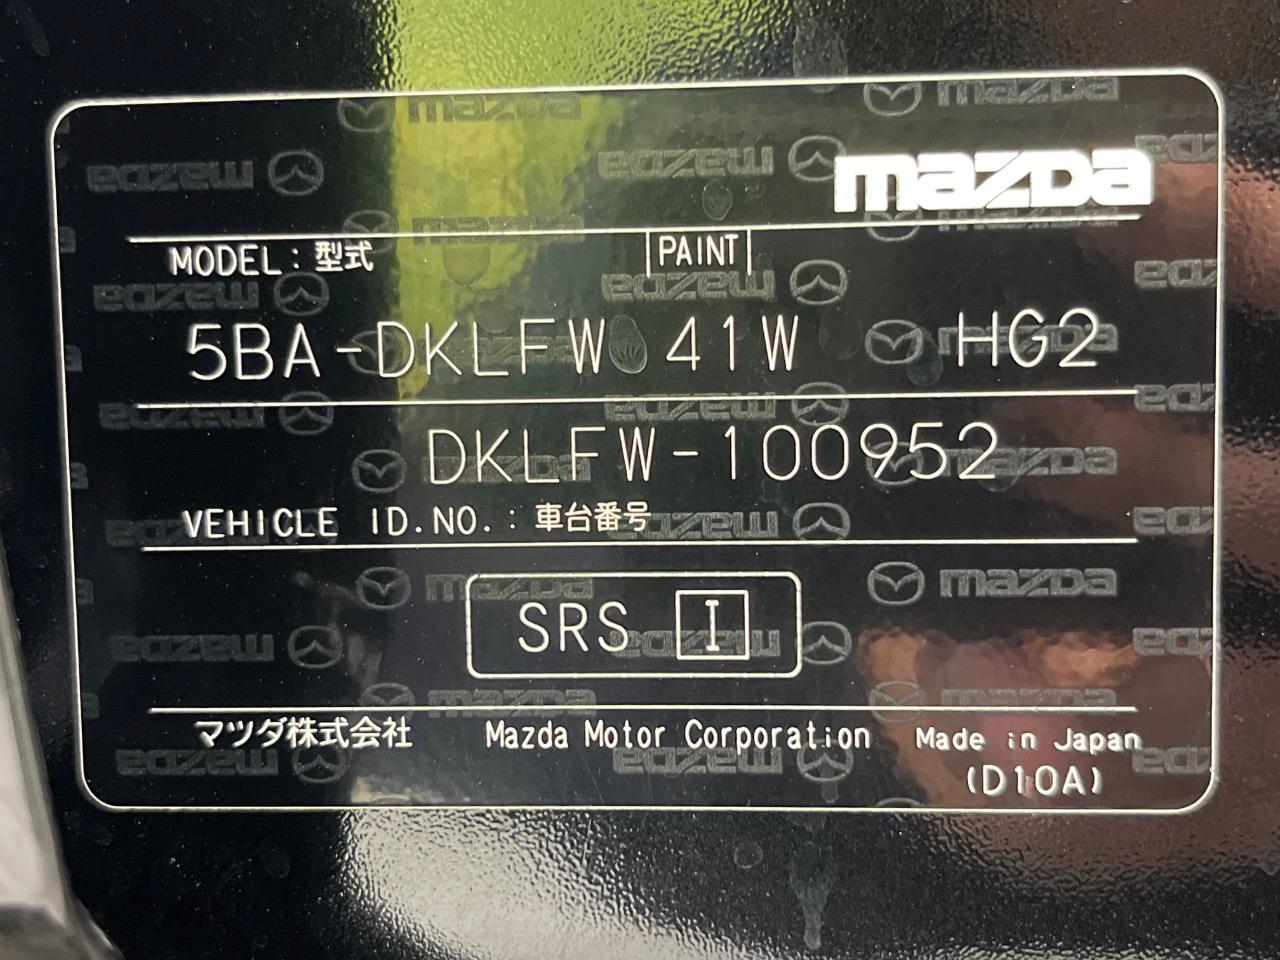 mazda
MODEL : 型式 PAINT
5BA-DKLFW 41W HG2
DKLFW-100952
VEHICLE ID.NO. : 車台番号
SRS I
マツダ株式会社 Mazda Motor Corporation Made in Japan
(D10A)